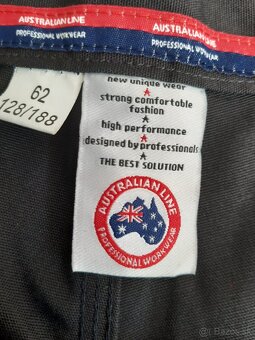 AUSTRALIAN LINE
PROFESSIONAL WORKWEAR
AUSTRALIAN LINE
PROFESSIONAL WORKWEAR
62
128/188
new unique wear
strong comfortable
fashion
high performance
designed by professionals
THE BEST SOLUTION
AUSTRALIAN LINE
PROFESSIONAL WORKWEAR